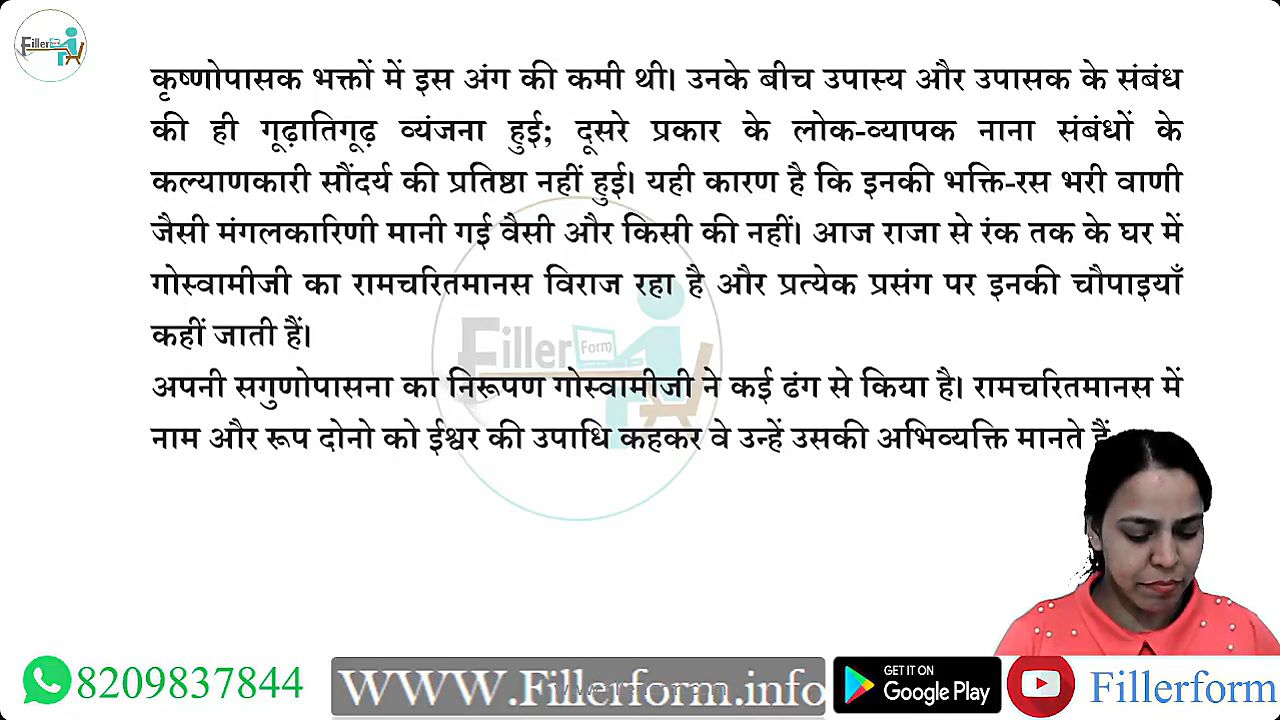 Filler Form
कृष्णोपासक भक्तों में इस अंग की कमी थी। उनके बीच उपास्य और उपासक के संबंध
की ही गूढ़ातिगूढ़ व्यंजना हुई; दूसरे प्रकार के लोक-व्यापक नाना संबंधों के
कल्याणकारी सौंदर्य की प्रतिष्ठा नहीं हुई। यही कारण है कि इनकी भक्ति-रस भरी वाणी
जैसी मंगलकारिणी मानी गई वैसी और किसी की नहीं। आज राजा से रंक तक के घर में
गोस्वामीजी का रामचरितमानस विराज रहा है और प्रत्येक प्रसंग पर इनकी चौपाइयाँ
कहीं जाती हैं।
Filler Form
अपनी सगुणोपासना का निरूपण गोस्वामीजी ने कई ढंग से किया है। रामचरितमानस में
नाम और रूप दोनो को ईश्वर की उपाधि कहकर वे उन्हें उसकी अभिव्यक्ति मानते हैं
8209837844
www.Fillerform.info
GET IT ON
Google Play
Fillerform